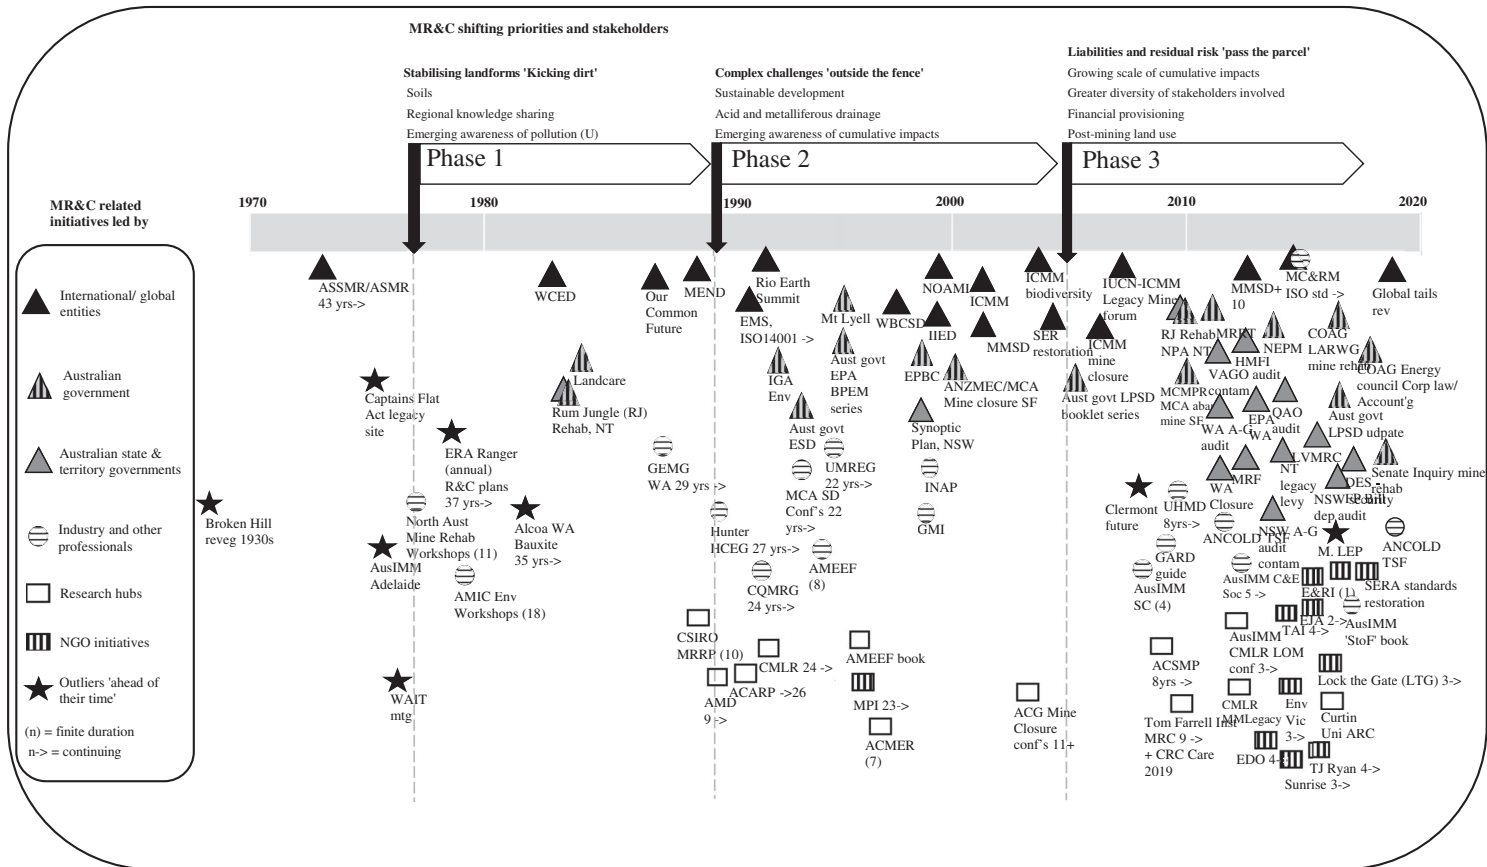 MR&C shifting priorities and stakeholders
Stabilising landforms 'Kicking dirt'
Soils
Regional knowledge sharing
Emerging awareness of pollution (U)
Complex challenges 'outside the fence'
Sustainable development
Acid and metalliferous drainage
Emerging awareness of cumulative impacts
Liabilities and residual risk 'pass the parcel'
Growing scale of cumulative impacts
Greater diversity of stakeholders involved
Financial provisioning
Post-mining land use
Phase 1
Phase 2
Phase 3
1970
1980
1990
2000
2010
2020
MR&C related
initiatives led by
International/ global
entities
Australian
government
Australian state &
territory governments
Industry and other
professionals
Research hubs
NGO initiatives
Outliers 'ahead of
their time'
(n) = finite duration
n-> = continuing
Broken Hill
reveg 1930s
ASSMR/ASMR
43 yrs->
Captains Flat
Act legacy
site
ERA Ranger
(annual)
R&C plans
37 yrs->
North Aust
Mine Rehab
Workshops (11)
AusIMM
Adelaide
AMIC Env
Workshops (18)
WAIT
mtg
WCED
Landcare
Rum Jungle (RJ)
Rehab, NT
Alcoa WA
Bauxite
35 yrs->
Our
Common
Future
MEND
GEMG
WA 29 yrs ->
Hunter
HCEG 27 yrs->
CSIRO
MRRP (10)
AMD
9 ->
Rio Earth
Summit
EMS,
ISO14001 ->
IGA
Env
Mt Lyell
Aust govt
EPA
BPEM
series
Aust govt
ESD
UMREG
22 yrs->
MCA SD
Conf's 22
yrs->
AMEEF
(8)
CQMRG
24 yrs->
CMLR 24 ->
ACARP ->26
AMEEF book
MPI 23->
ACMER
(7)
WBCSD
NOAMI
IIED
ICMM
MMSD
EPBC
ANZMEC/MCA
Mine closure SF
Synoptic
Plan, NSW
INAP
GMI
ACG Mine
Closure
conf's 11+
ICMM
biodiversity
SER
restoration
ICMM
mine
closure
IUCN-ICMM
Legacy Mine
forum
Aust govt LPSD
booklet series
Clermont
future
UHMD
8yrs->
GARD
guide
AusIMM
SC (4)
ACSMP
8yrs ->
Tom Farrell Inst
MRC 9 ->
+ CRC Care
2019
RJ Rehab
NPA NT
MRRT
MCMPR
MCA aban
mine SF
VAGO audit
contam
HMFI
NEPM
MMSD+
10
MC&RM
ISO std ->
Global tails
rev
COAG
LARWG
mine rehab
COAG Energy
council Corp law/
Account'g
Aust govt
LPSD udpate
WA A-G
audit
EPA
WA
QAO
audit
LVMRC
MRF
NT
legacy
levy
WA
Closure
Senate Inquiry mine
rehab
DES -
NSW
dep audit
NSW A-G
audit
contam
ANCOLD TSF
M. LEP
ANCOLD
TSF
AusIMM C&E
Soc 5 ->
E&RI (1)
SERA standards
restoration
EJA 2->
TAI 4->
AusIMM
'StoF' book
AusIMM
CMLR LOM
conf 3->
Lock the Gate (LTG) 3->
CMLR
MMLegacy
Env
Vic
3->
Curtin
Uni ARC
EDO 4-
TJ Ryan 4->
Sunrise 3->